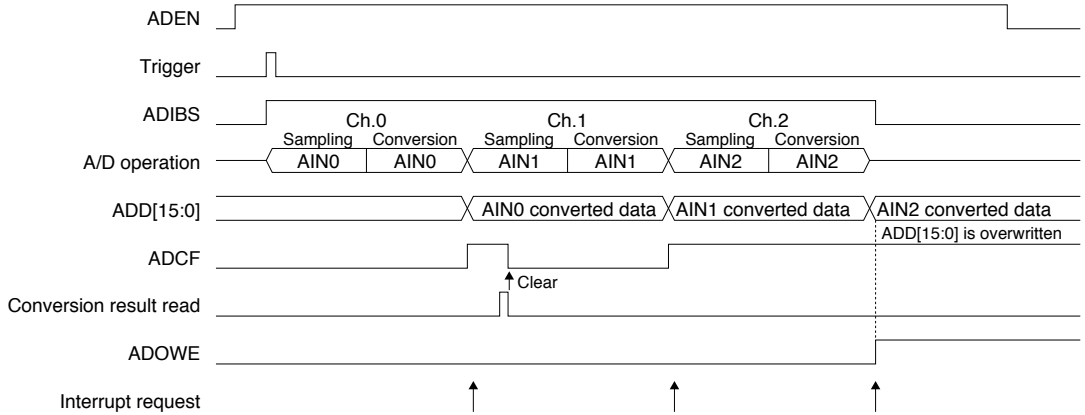 ADEN
Trigger
ADIBS
Ch.0 Ch.1 Ch.2
Sampling Conversion Sampling Conversion Sampling Conversion
A/D operation AIN0 AIN0 AIN1 AIN1 AIN2 AIN2
ADD[15:0] AIN0 converted data AIN1 converted data AIN2 converted data
ADD[15:0] is overwritten
ADCF
Clear
Conversion result read
ADOWE
Interrupt request